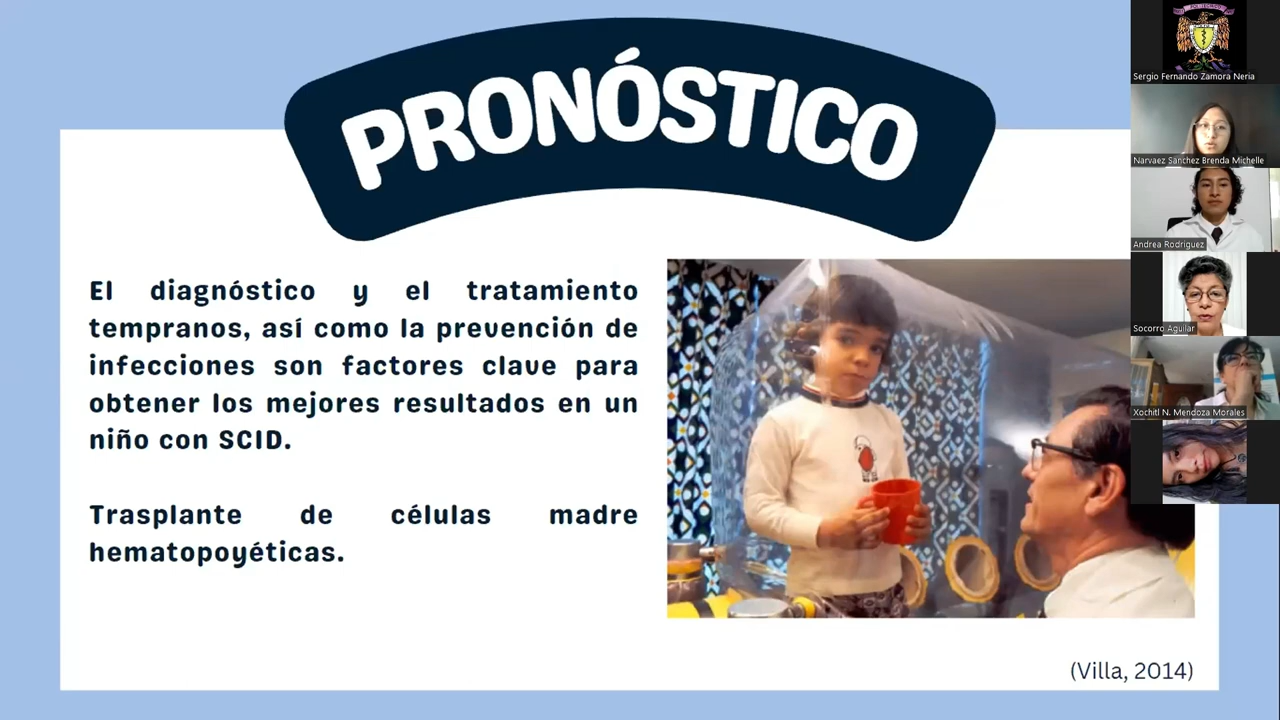 PRONÓSTICO
El diagnóstico y el tratamiento
tempranos, así como la prevención de
infecciones son factores clave para
obtener los mejores resultados en un
niño con SCID.
Trasplante de células madre
hematopoyéticas.
(Villa, 2014)
Sergio Fernando Zamora Neria
Narvaez Sanchez Brenda Michelle
Andrea Rodriguez
Socorro Aguilar
Xochitl N. Mendoza Morales